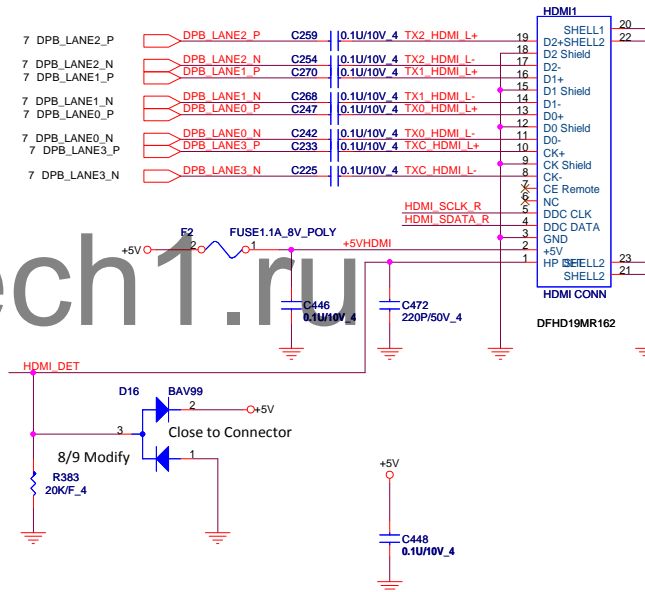 HDMI1
7 DPB_LANE2_P DPB_LANE2_P C259 0.1U/10V_4 TX2_HDMI_L+ 19 D2+ SHELL1 20
18 D2 Shield SHELL2 22
7 DPB_LANE2_N DPB_LANE2_N C254 0.1U/10V_4 TX2_HDMI_L- 17 D2-
7 DPB_LANE1_P DPB_LANE1_P C270 0.1U/10V_4 TX1_HDMI_L+ 16 D1+
15 D1 Shield
7 DPB_LANE1_N DPB_LANE1_N C268 0.1U/10V_4 TX1_HDMI_L- 14 D1-
7 DPB_LANE0_P DPB_LANE0_P C247 0.1U/10V_4 TX0_HDMI_L+ 13 D0+
12 D0 Shield
7 DPB_LANE0_N DPB_LANE0_N C242 0.1U/10V_4 TX0_HDMI_L- 11 D0-
7 DPB_LANE3_P DPB_LANE3_P C233 0.1U/10V_4 TXC_HDMI_L+ 10 CK+
9 CK Shield
7 DPB_LANE3_N DPB_LANE3_N C225 0.1U/10V_4 TXC_HDMI_L- 8 CK-
7 CE Remote
6 NC
HDMI_SCLK_R 5 DDC CLK
HDMI_SDATA_R 4 DDC DATA
3 GND
F2 FUSE1.1A_8V_POLY
+5V 2 1 +5VHDMI 2 +5V
1 HP DET SHELL2 23
SHELL2 21
HDMI CONN
ech1.ru
C446
0.1U/10V_4
C472
220P/50V_4
DFHD19MR162
HDMI_DET
D16 BAV99
2 +5V
3 Close to Connector
8/9 Modify 1
R383
20K/F_4
+5V
C448
0.1U/10V_4